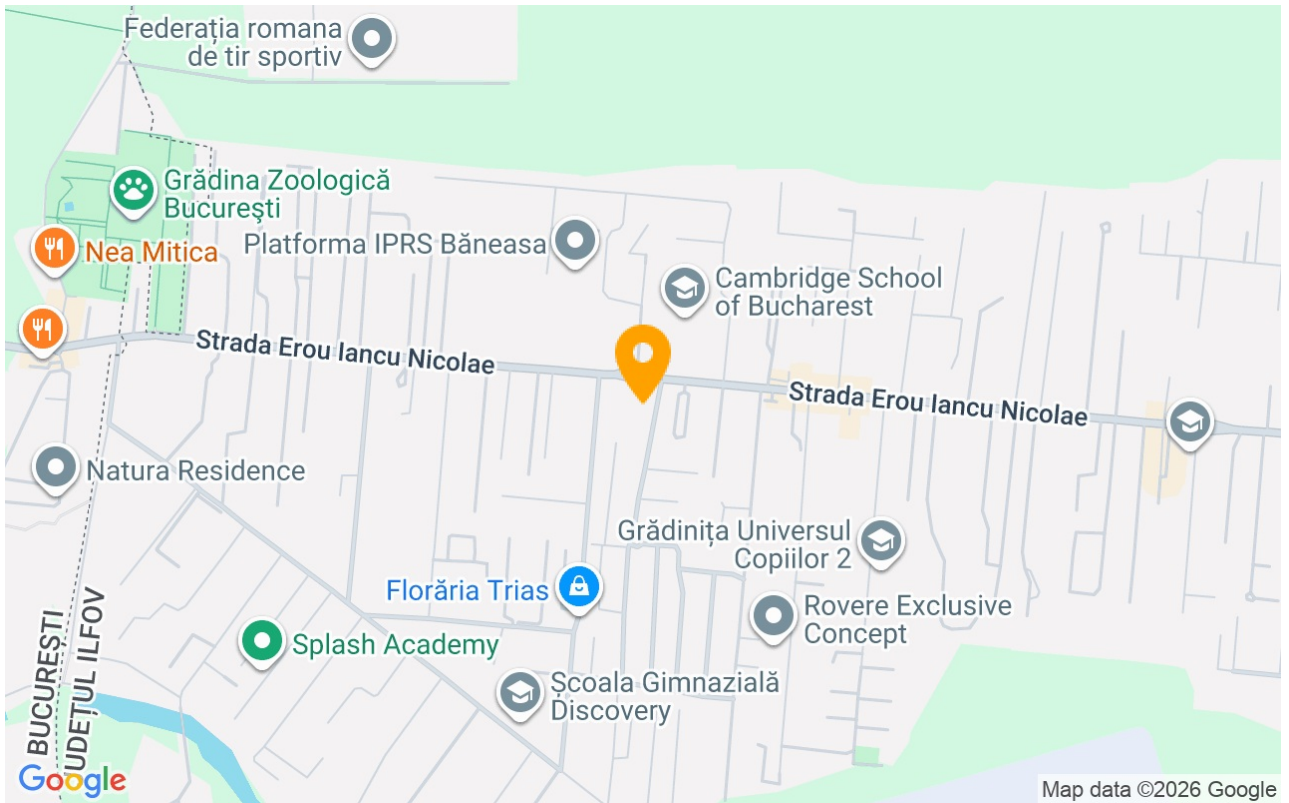 Federația romana
de tir sportiv
Grădina Zoologică
București
Nea Mitica
Platforma IPRS Băneasa
Cambridge School
of Bucharest
Strada Erou Iancu Nicolae
Strada Erou Iancu Nicolae
Natura Residence
Grădinița Universul
Copiilor 2
Florăria Trias
Rovere Exclusive
Concept
Splash Academy
Școala Gimnazială
Discovery
BUCUREȘTI
JUDEȚUL ILFOV
Google
Map data ©2026 Google